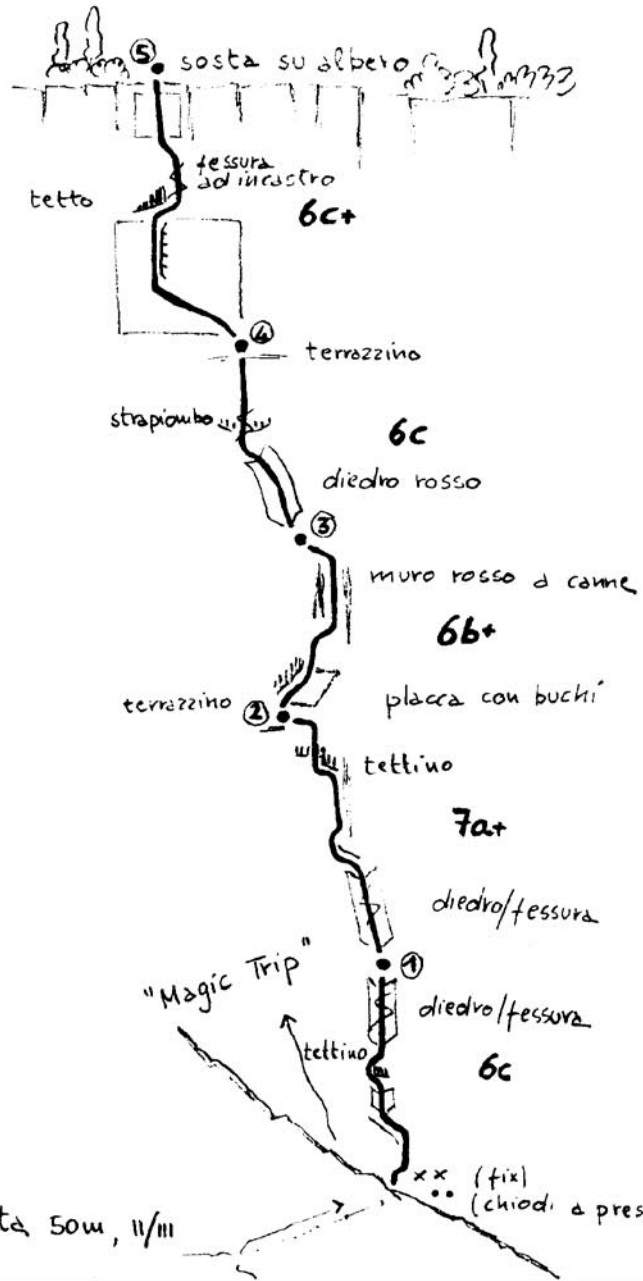 ⑤ sosta su albero
fessura
ad incastro
tetto
6c+
④
terrazzino
strapiombo
6c
diedro rosso
③
muro rosso a canne
6b+
placca con buchi
terrazzino
②
tettino
7a+
diedro/fessura
①
"Magic Trip"
diedro/fessura
tettino
6c
x x (fix)
(chiodi a pres
50m, II/III